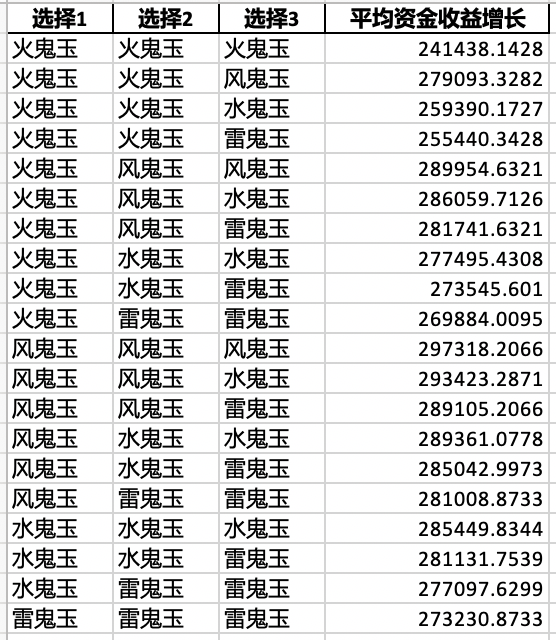 选择1 选择2 选择3 平均资金收益增长
火鬼玉 火鬼玉 火鬼玉 241438.1428
火鬼玉 火鬼玉 风鬼玉 279093.3282
火鬼玉 火鬼玉 水鬼玉 259390.1727
火鬼玉 火鬼玉 雷鬼玉 255440.3428
火鬼玉 风鬼玉 风鬼玉 289954.6321
火鬼玉 风鬼玉 水鬼玉 286059.7126
火鬼玉 风鬼玉 雷鬼玉 281741.6321
火鬼玉 水鬼玉 水鬼玉 277495.4308
火鬼玉 水鬼玉 雷鬼玉 273545.601
火鬼玉 雷鬼玉 雷鬼玉 269884.0095
风鬼玉 风鬼玉 风鬼玉 297318.2066
风鬼玉 风鬼玉 水鬼玉 293423.2871
风鬼玉 风鬼玉 雷鬼玉 289105.2066
风鬼玉 水鬼玉 水鬼玉 289361.0778
风鬼玉 水鬼玉 雷鬼玉 285042.9973
风鬼玉 雷鬼玉 雷鬼玉 281008.8733
水鬼玉 水鬼玉 水鬼玉 285449.8344
水鬼玉 水鬼玉 雷鬼玉 281131.7539
水鬼玉 雷鬼玉 雷鬼玉 277097.6299
雷鬼玉 雷鬼玉 雷鬼玉 273230.8733